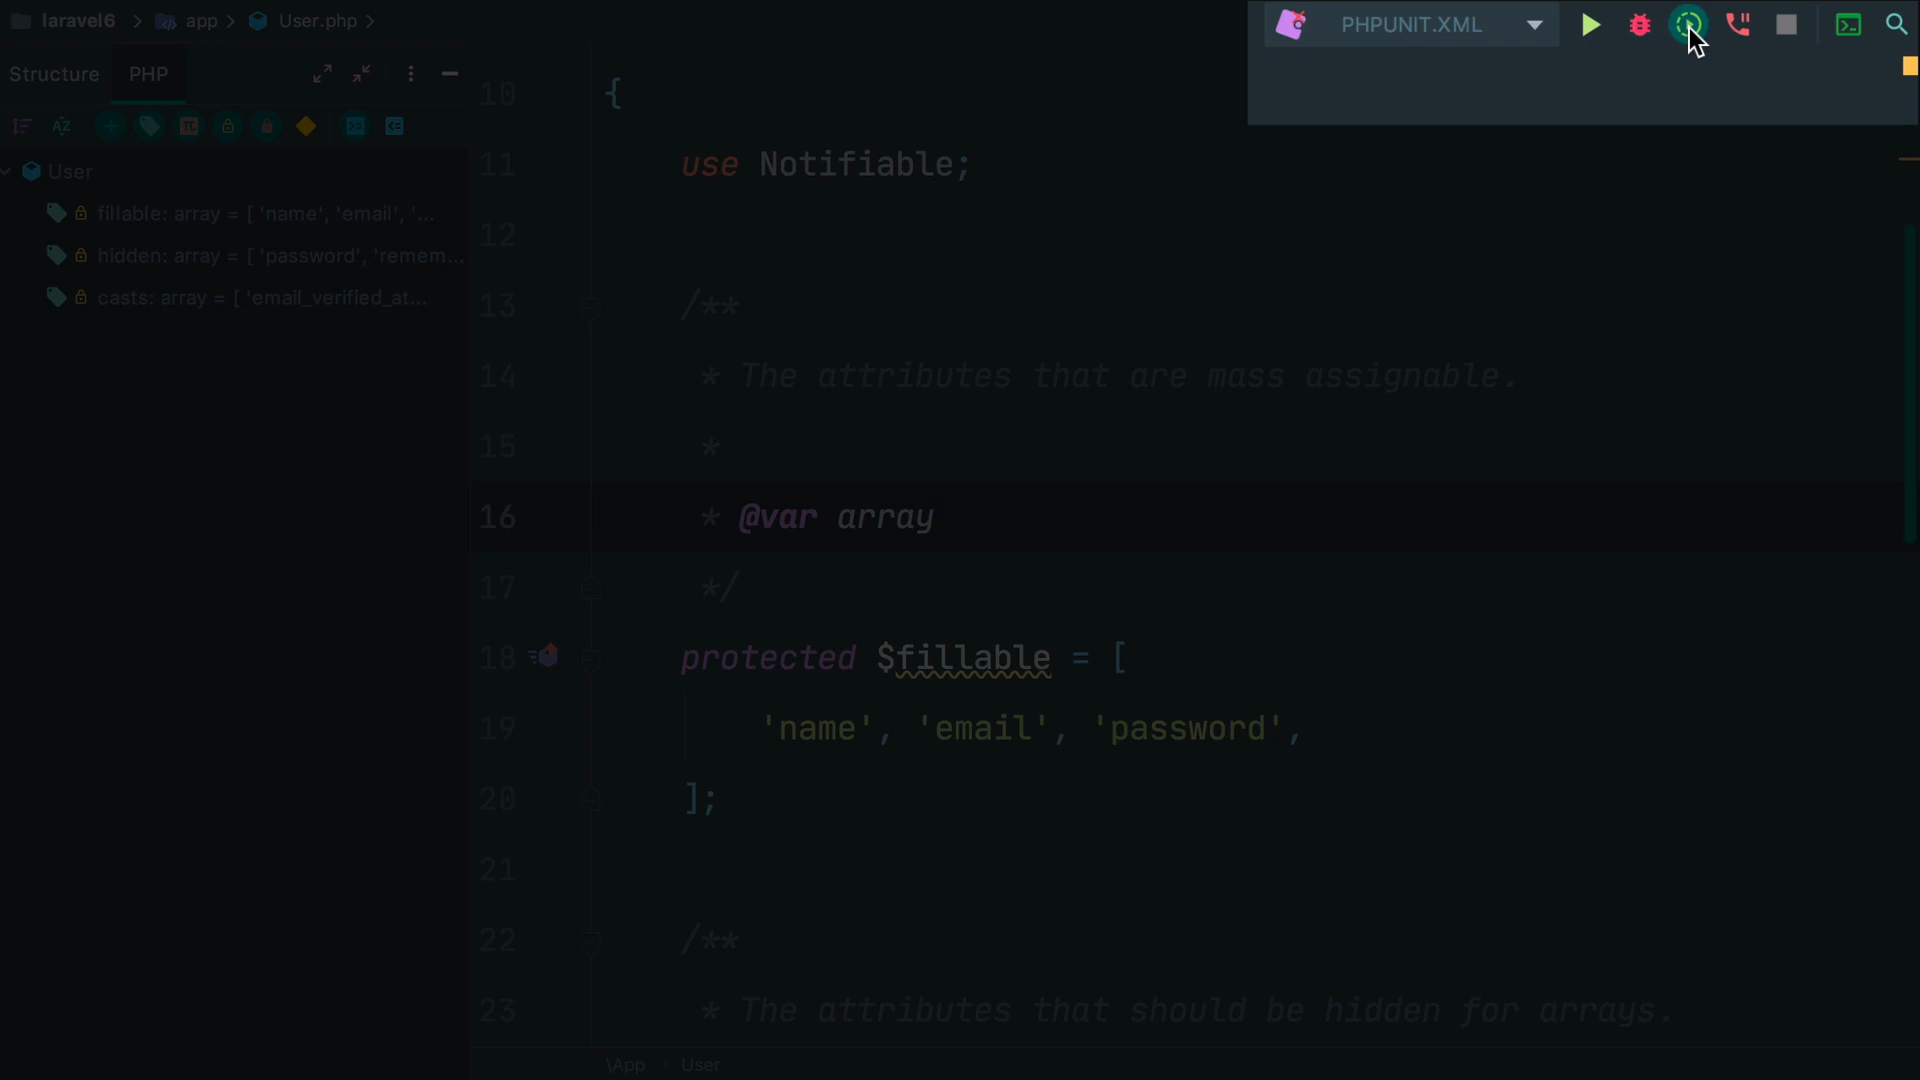 laravel6 > app > User.php >
PHPUNIT.XML
Structure PHP
AZ
User
fillable: array = [ 'name', 'email', '...
hidden: array = [ 'password', 'remem...
casts: array = [ 'email_verified_at...
10 {
11 use Notifiable;
12
13 /**
14 * The attributes that are mass assignable.
15 *
16 * @var array
17 */
18 protected $fillable = [
19 'name', 'email', 'password',
20 ];
21
22 /**
23 * The attributes that should be hidden for arrays.
\App › User